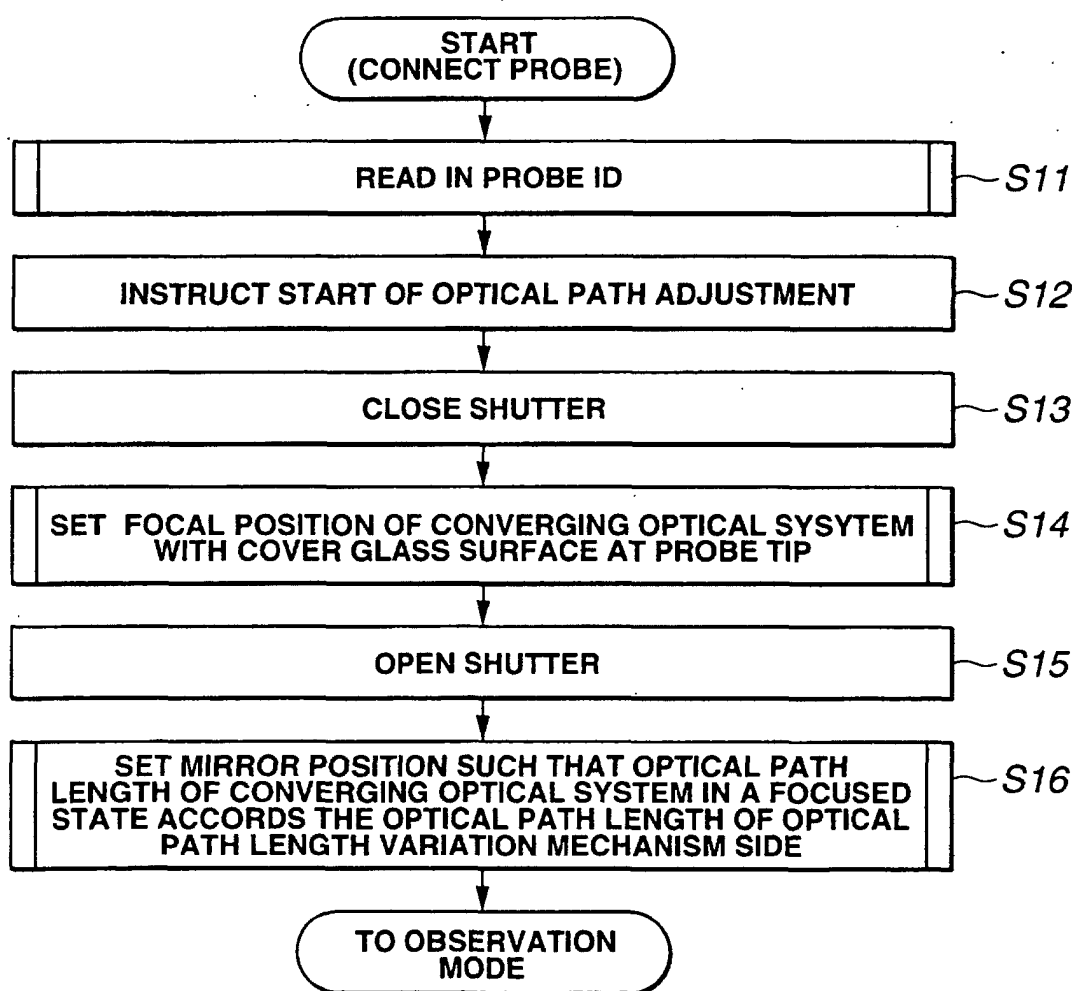 START
(CONNECT PROBE)
READ IN PROBE ID
S11
INSTRUCT START OF OPTICAL PATH ADJUSTMENT
S12
CLOSE SHUTTER
S13
SET FOCAL POSITION OF CONVERGING OPTICAL SYSYTEM
WITH COVER GLASS SURFACE AT PROBE TIP
S14
OPEN SHUTTER
S15
SET MIRROR POSITION SUCH THAT OPTICAL PATH
LENGTH OF CONVERGING OPTICAL SYSTEM IN A FOCUSED
STATE ACCORDS THE OPTICAL PATH LENGTH OF OPTICAL
PATH LENGTH VARIATION MECHANISM SIDE
S16
TO OBSERVATION
MODE